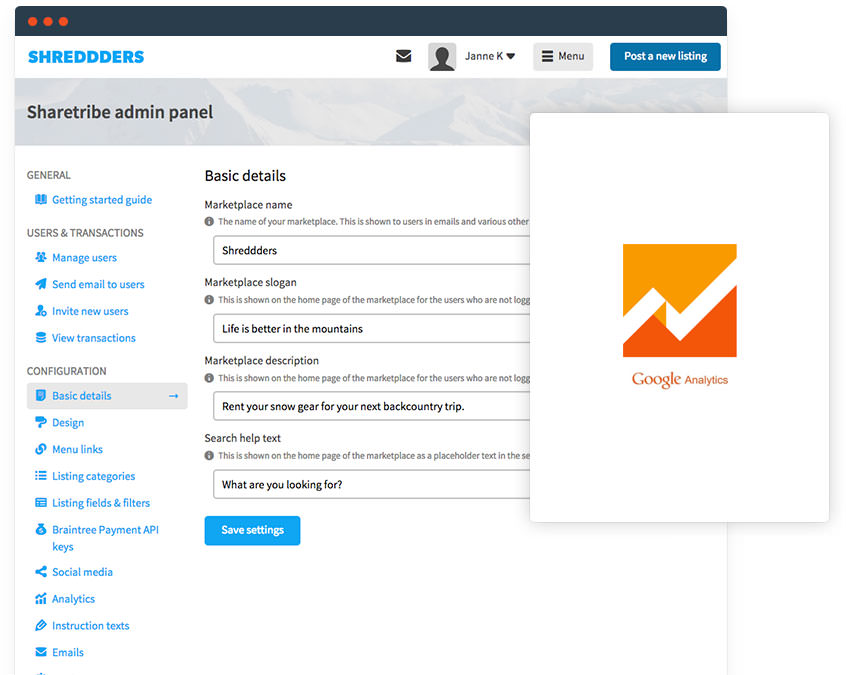 SHREDDDERS
Janne K
Menu
Post a new listing
Sharetribe admin panel
GENERAL
Getting started guide
USERS & TRANSACTIONS
Manage users
Send email to users
Invite new users
View transactions
CONFIGURATION
Basic details
Design
Menu links
Listing categories
Listing fields & filters
Braintree Payment API
keys
Social media
Analytics
Instruction texts
Emails
Basic details
Marketplace name
The name of your marketplace. This is shown to users in emails and various other
Shreddders
Marketplace slogan
This is shown on the home page of the marketplace for the users who are not logg
Life is better in the mountains
Marketplace description
This is shown on the home page of the marketplace for the users who are not logg
Rent your snow gear for your next backcountry trip.
Search help text
This is shown on the home page of the marketplace as a placeholder text in the se
What are you looking for?
Save settings
Google Analytics